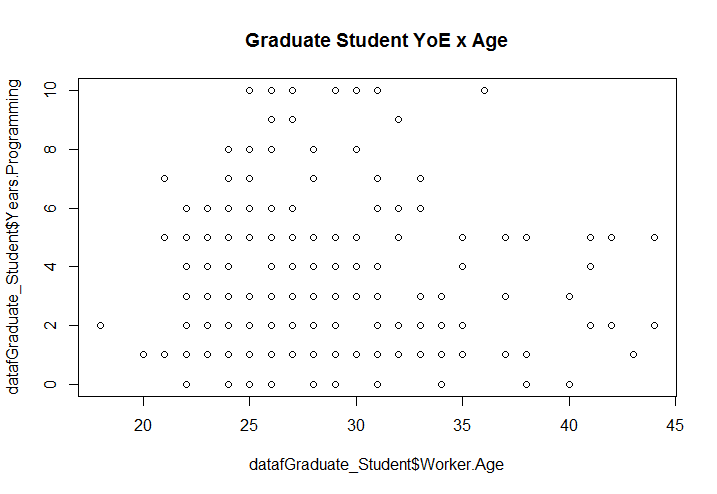 Graduate Student YoE x Age
datafGraduate_Student$Years.Programming
10
8
6
4
2
0
20 25 30 35 40 45
datafGraduate_Student$Worker.Age